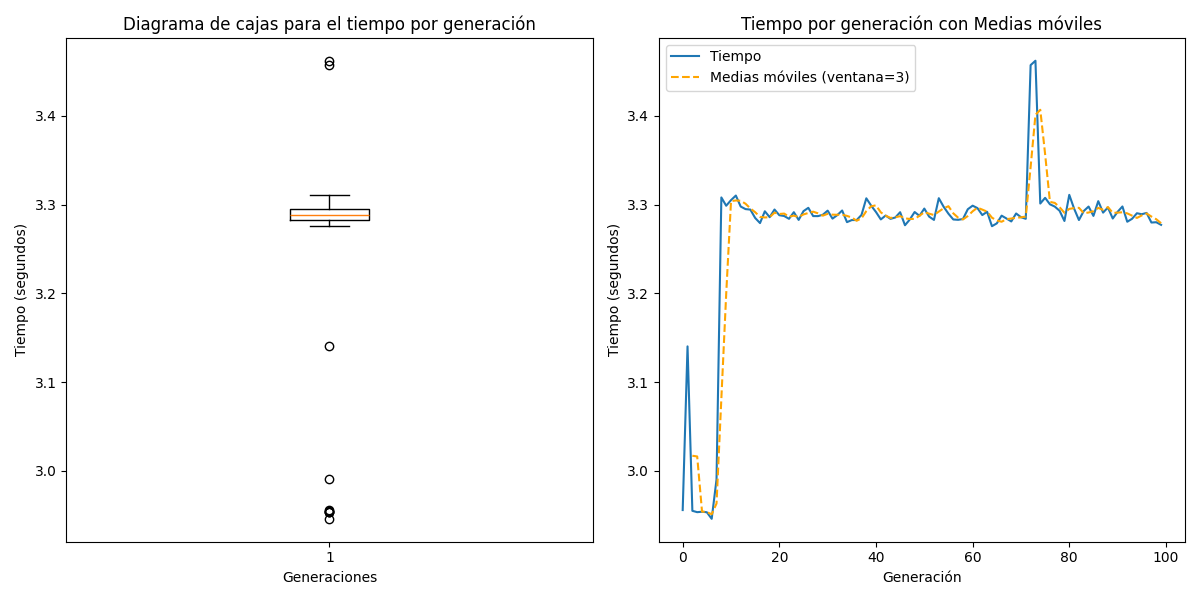 Diagrama de cajas para el tiempo por generación
Tiempo (segundos)
3.4
3.3
3.2
3.1
3.0
1
Generaciones
Tiempo por generación con Medias móviles
Tiempo
Medias móviles (ventana=3)
Tiempo (segundos)
3.4
3.3
3.2
3.1
3.0
0 20 40 60 80 100
Generación